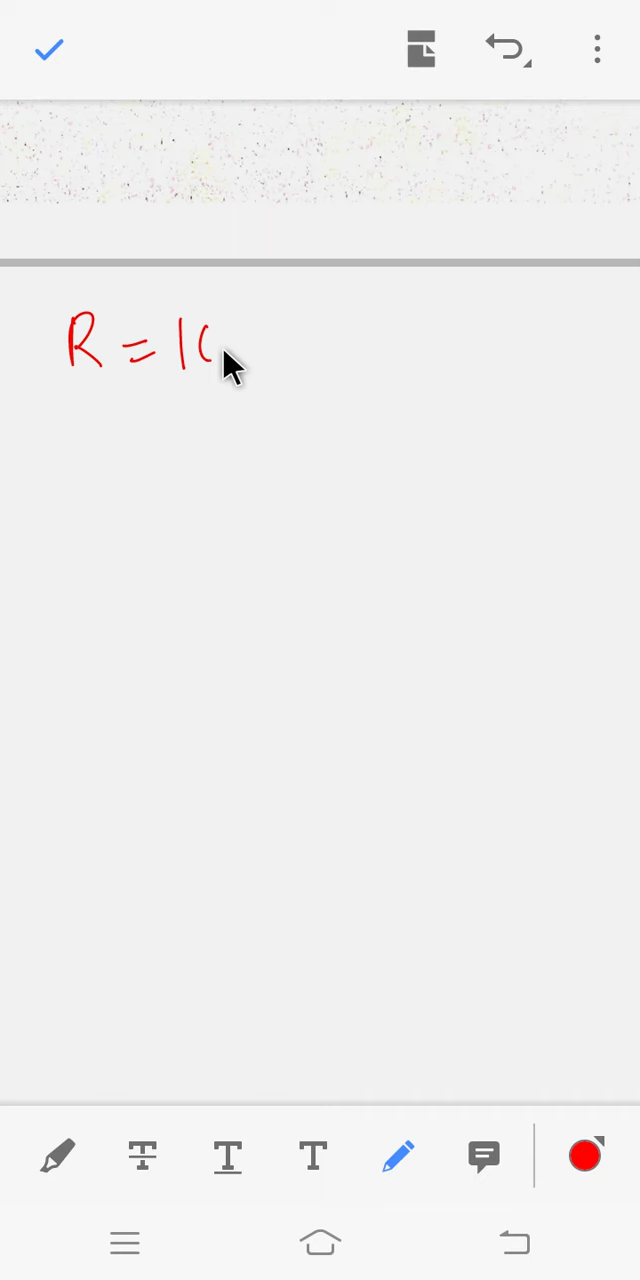 R = 1(